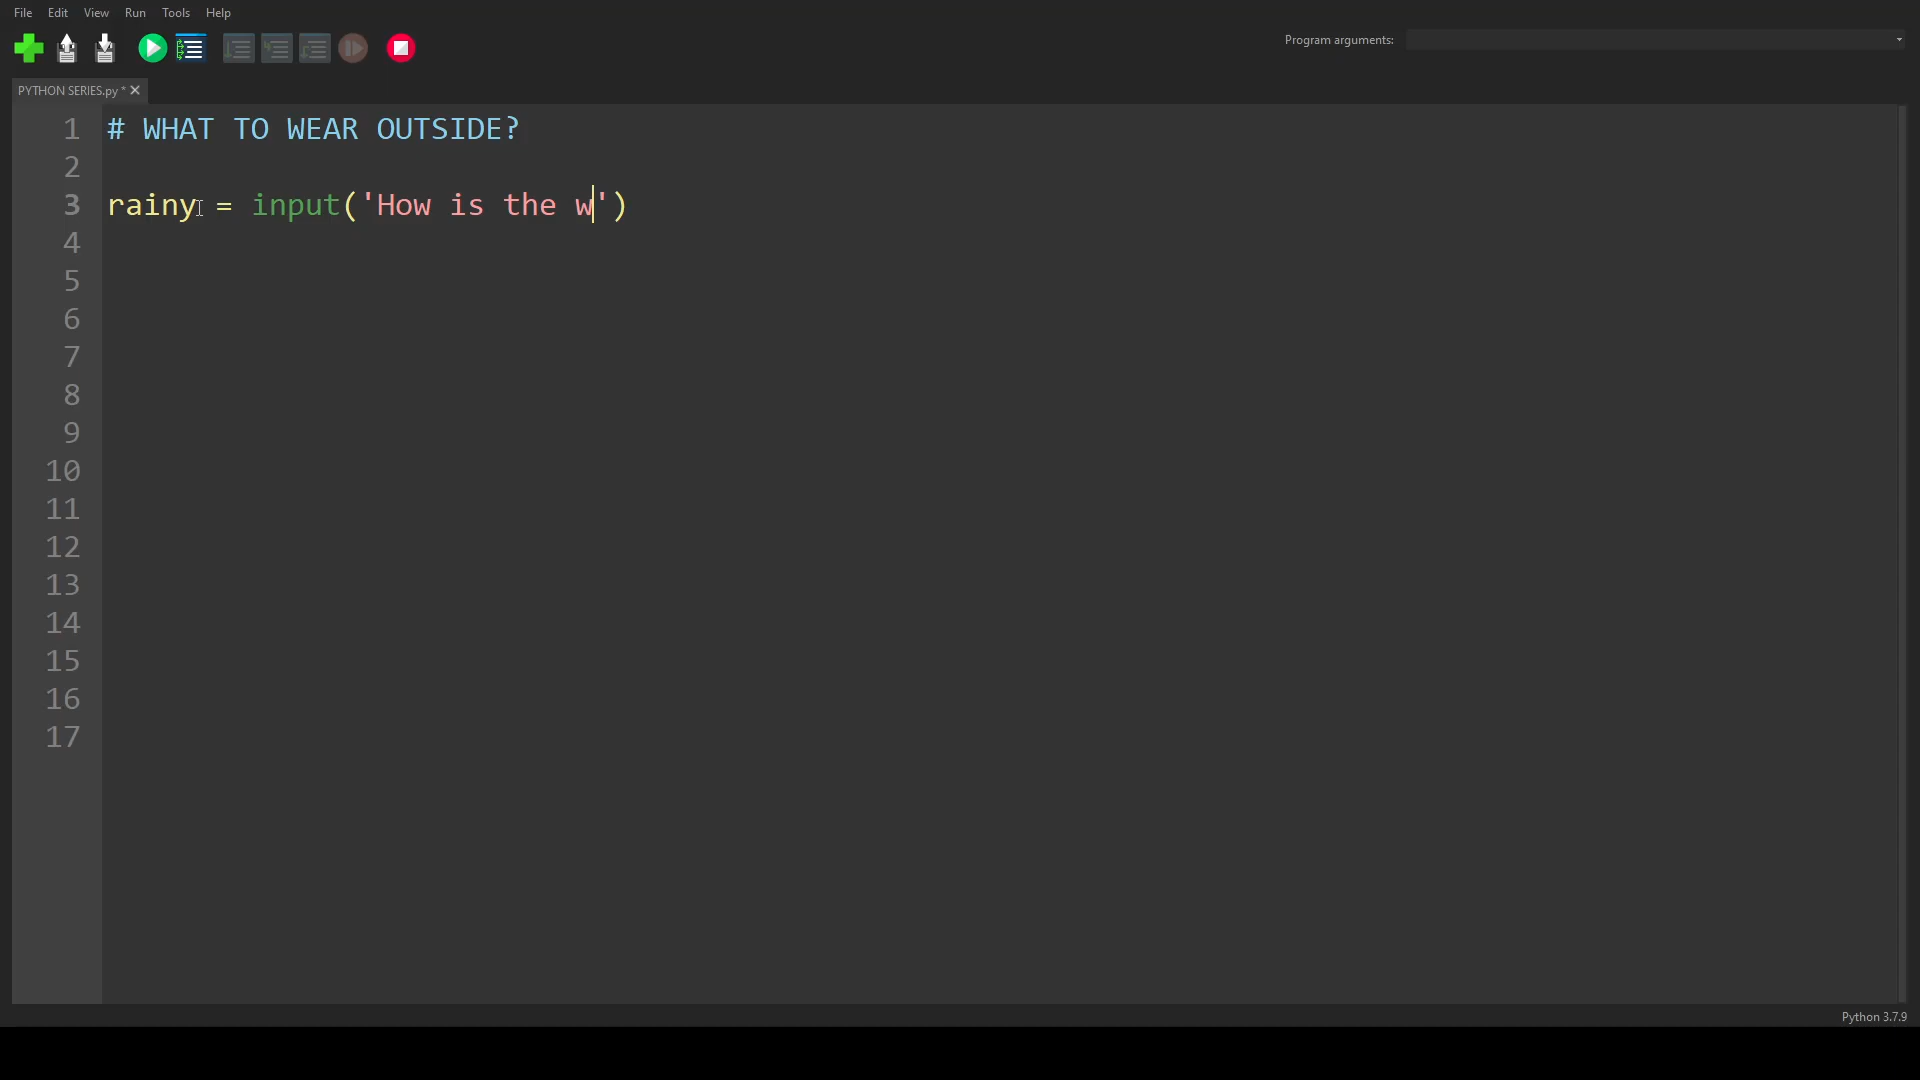 File Edit View Run Tools Help
Program arguments:
PYTHON SERIES.py *
1 # WHAT TO WEAR OUTSIDE?
2
3 rainy = input('How is the w')
4
5
6
7
8
9
10
11
12
13
14
15
16
17
Python 3.7.9